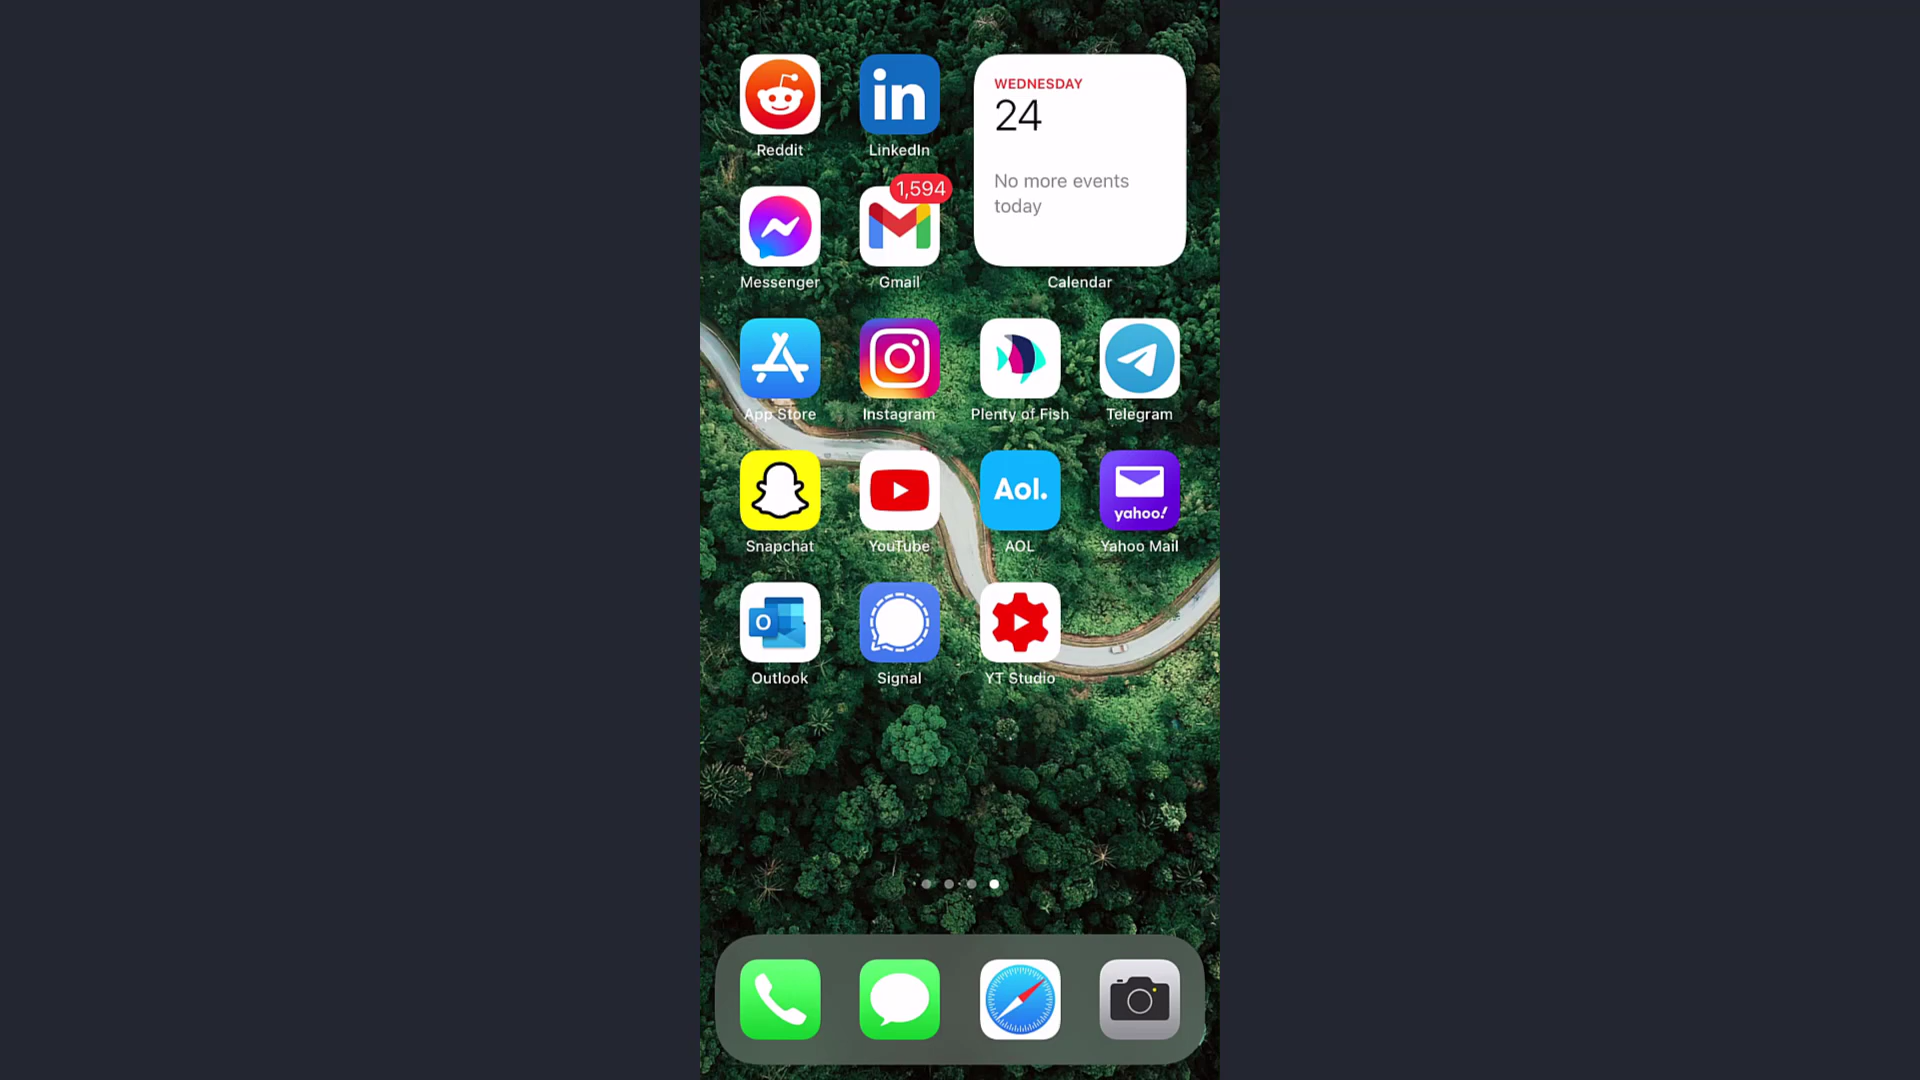 WEDNESDAY
24
No more events
today
Calendar
in
Reddit
LinkedIn
1,594
Messenger
Gmail
App Store
Instagram
Plenty of Fish
Telegram
Aol.
yahoo!
Snapchat
YouTube
AOL
Yahoo Mail
O
Outlook
Signal
YT Studio